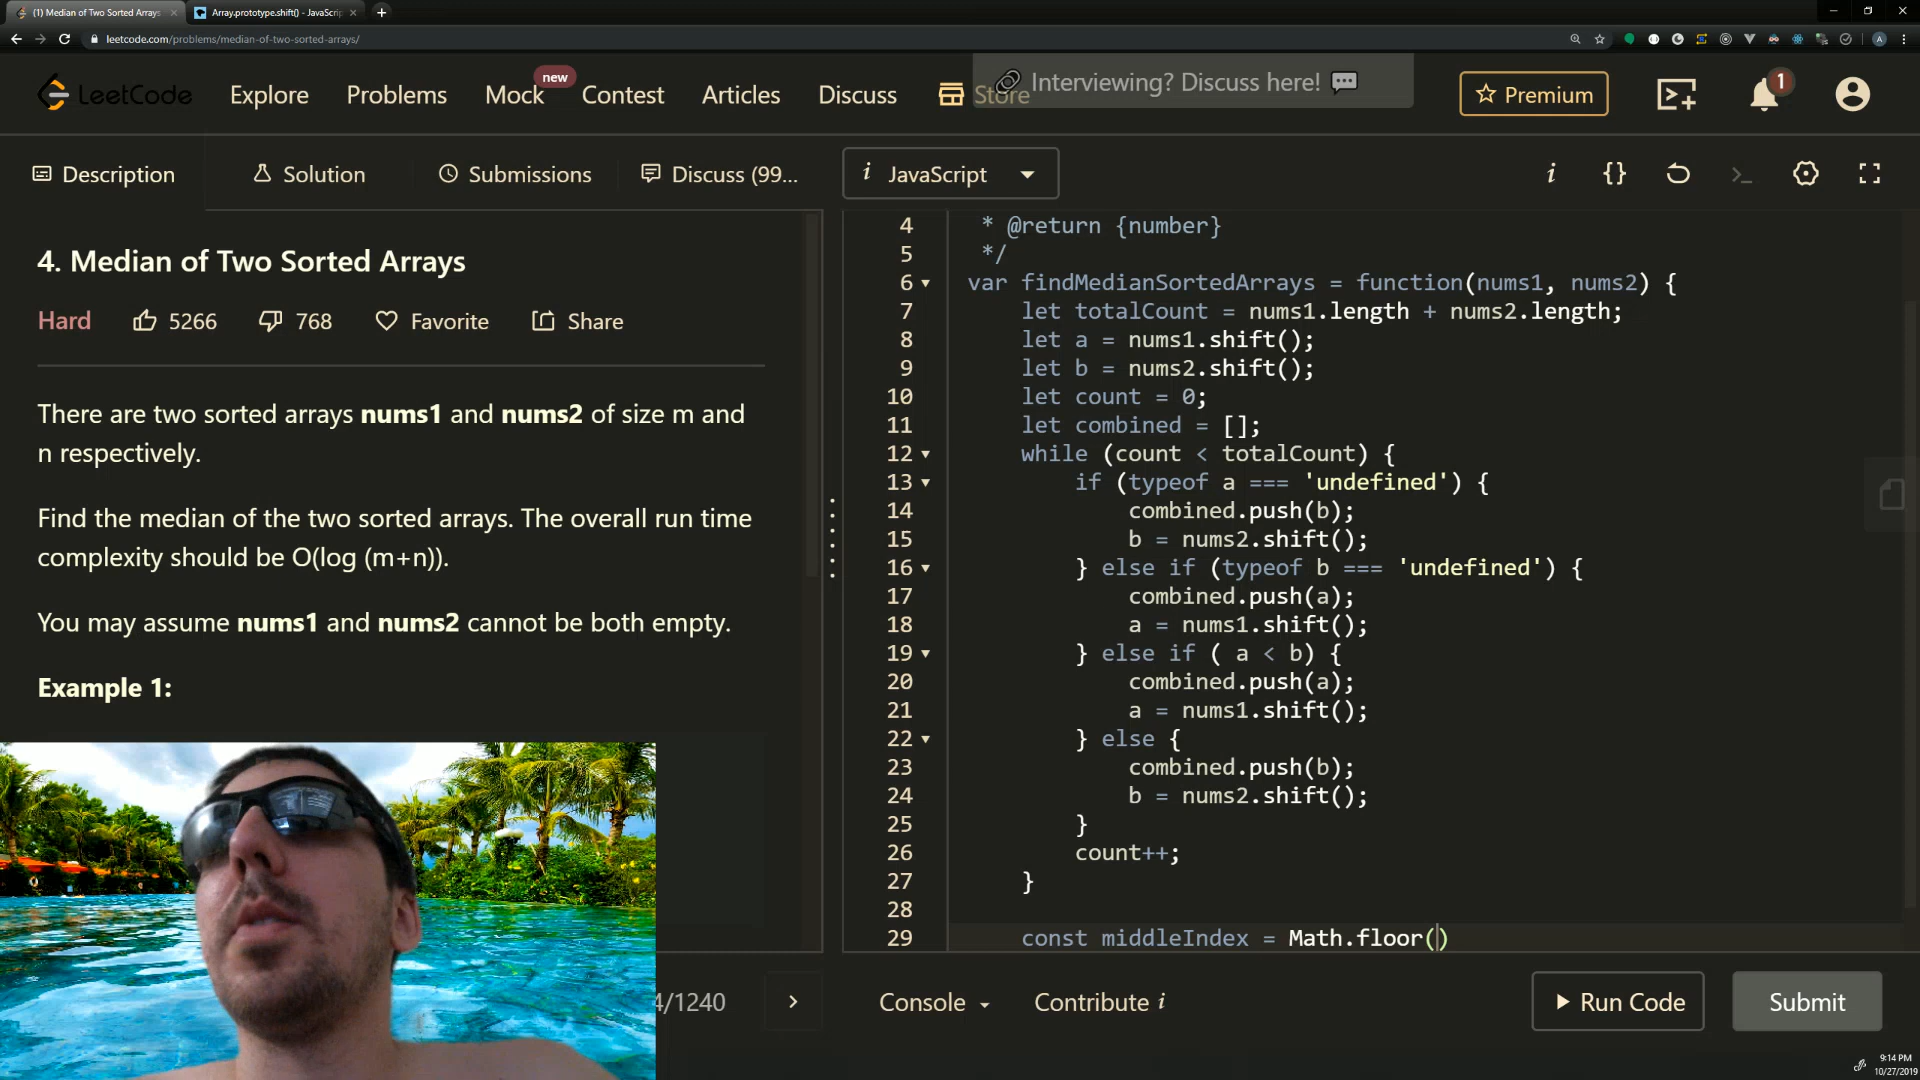 (1) Median of Two Sorted Arrays
Array.prototype.shift() - JavaScrip
leetcode.com/problems/median-of-two-sorted-arrays/
LeetCode
Explore
Problems
Mock
new
Contest
Articles
Discuss
Store
Interviewing? Discuss here!
Premium
1
Description
Solution
Submissions
Discuss (99...
i JavaScript
4. Median of Two Sorted Arrays
Hard
5266
768
Favorite
Share
There are two sorted arrays nums1 and nums2 of size m and
n respectively.
Find the median of the two sorted arrays. The overall run time
complexity should be O(log (m+n)).
You may assume nums1 and nums2 cannot be both empty.
Example 1:
4/1240
4 * @return {number}
5 */
6 var findMedianSortedArrays = function(nums1, nums2) {
7 let totalCount = nums1.length + nums2.length;
8 let a = nums1.shift();
9 let b = nums2.shift();
10 let count = 0;
11 let combined = [];
12 while (count < totalCount) {
13 if (typeof a === 'undefined') {
14 combined.push(b);
15 b = nums2.shift();
16 } else if (typeof b === 'undefined') {
17 combined.push(a);
18 a = nums1.shift();
19 } else if ( a < b) {
20 combined.push(a);
21 a = nums1.shift();
22 } else {
23 combined.push(b);
24 b = nums2.shift();
25 }
26 count++;
27 }
28
29 const middleIndex = Math.floor()
Console
Contribute i
Run Code
Submit
9:14 PM
10/27/2019